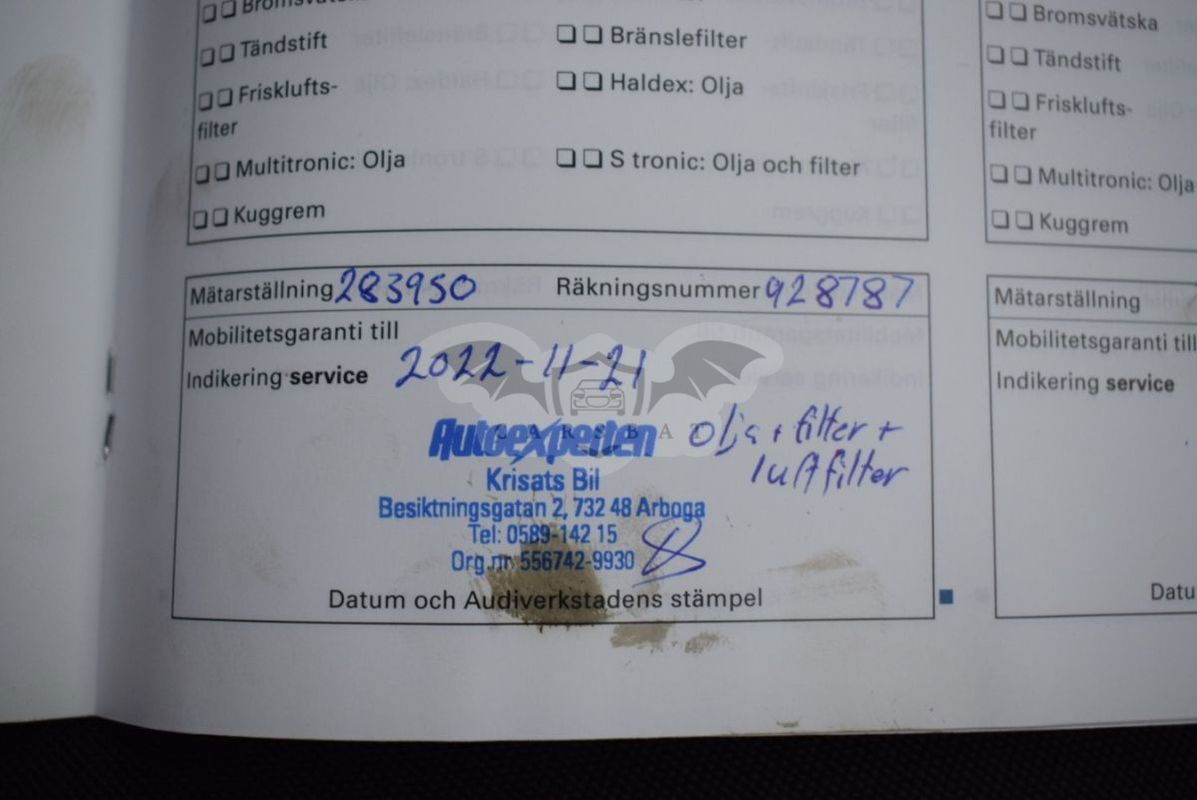 ❏ ❏ Tändstift
❏ ❏ Bränslefilter
❏ ❏ Frisklufts-
filter
❏ ❏ Haldex: Olja
❏ ❏ Multitronic: Olja
❏ ❏ S tronic: Olja och filter
❏ ❏ Kuggrem
Mätarställning 283950
Räkningsnummer 928787
Mobilitetsgaranti till
Indikering service
2022-11-21
Autoexperten
Krisats Bil
Besiktningsgatan 2, 732 48 Arboga
Tel: 0589-142 15
Org.nr 556742-9930
Olja + filter +
luftfilter
Datum och Audiverkstadens stämpel
CARSBAT
❏ ❏ Bromsvätska
❏ ❏ Tändstift
❏ ❏ Frisklufts-
filter
❏ ❏ Multitronic: Olja
❏ ❏ Kuggrem
Mätarställning
Mobilitetsgaranti till
Indikering service
Datu